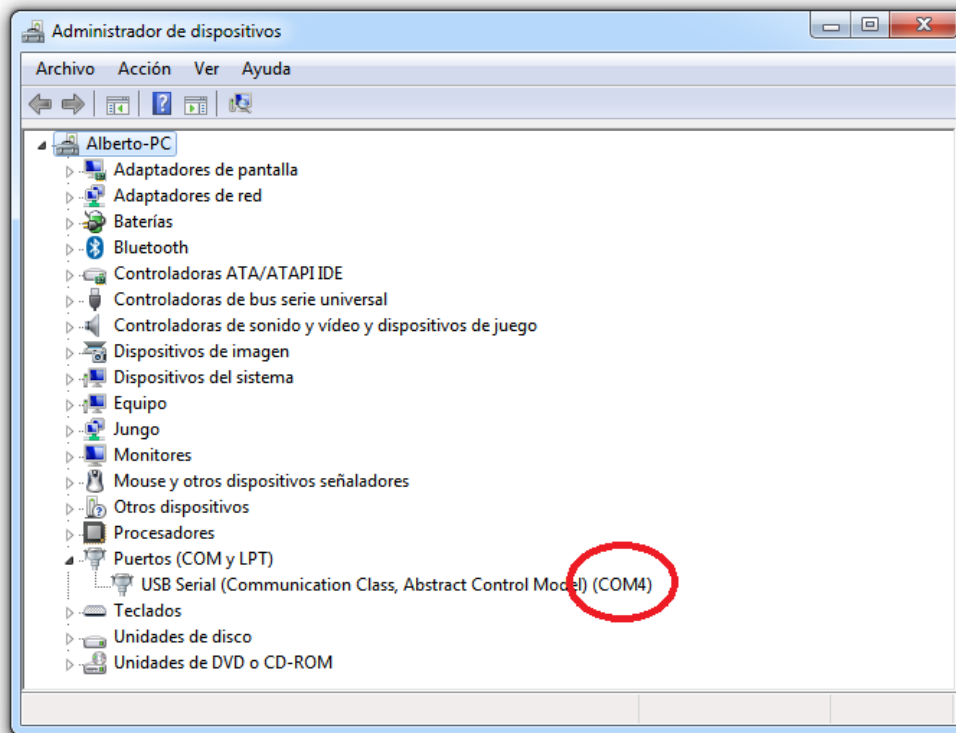 Administrador de dispositivos
Archivo Acción Ver Ayuda
Alberto-PC
Adaptadores de pantalla
Adaptadores de red
Baterías
Bluetooth
Controladoras ATA/ATAPI IDE
Controladoras de bus serie universal
Controladoras de sonido y vídeo y dispositivos de juego
Dispositivos de imagen
Dispositivos del sistema
Equipo
Jungo
Monitores
Mouse y otros dispositivos señaladores
Otros dispositivos
Procesadores
Puertos (COM y LPT)
USB Serial (Communication Class, Abstract Control Model) (COM4)
Teclados
Unidades de disco
Unidades de DVD o CD-ROM